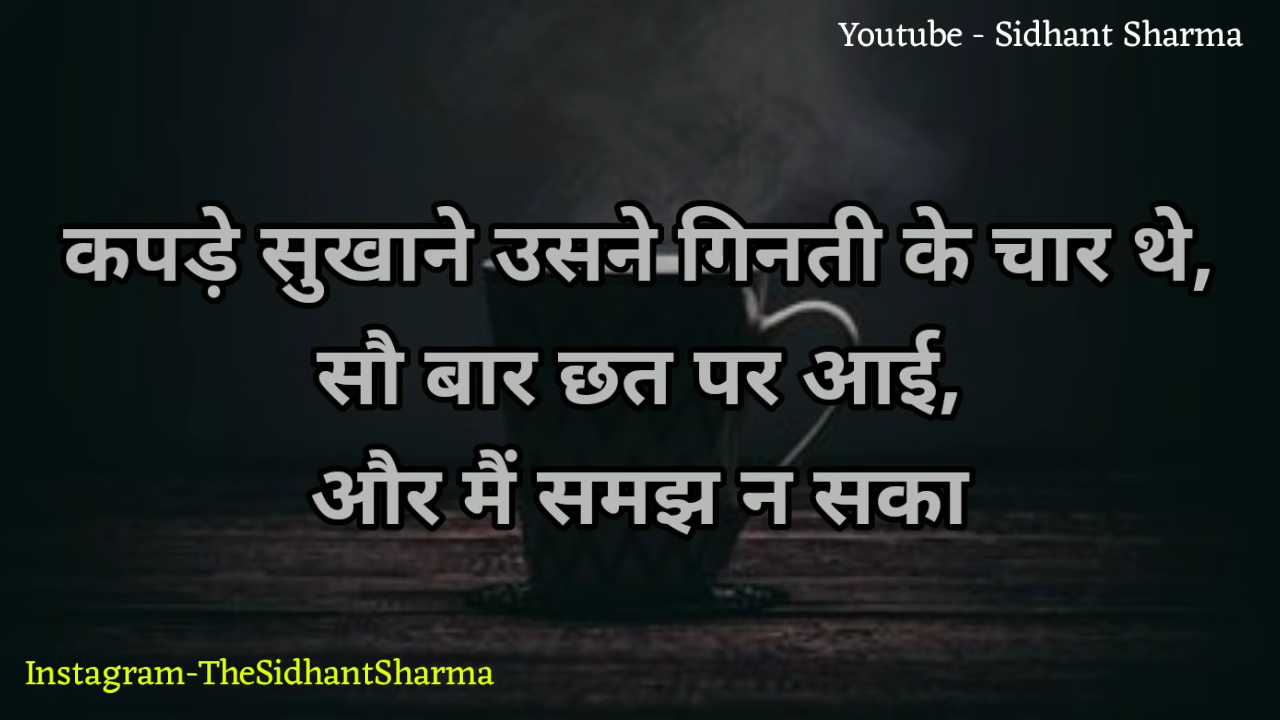 Youtube - Sidhant Sharma
कपड़े सुखाने उसने गिनती के चार थे,
सौ बार छत पर आई,
और मैं समझ न सका
Instagram-TheSidhantSharma